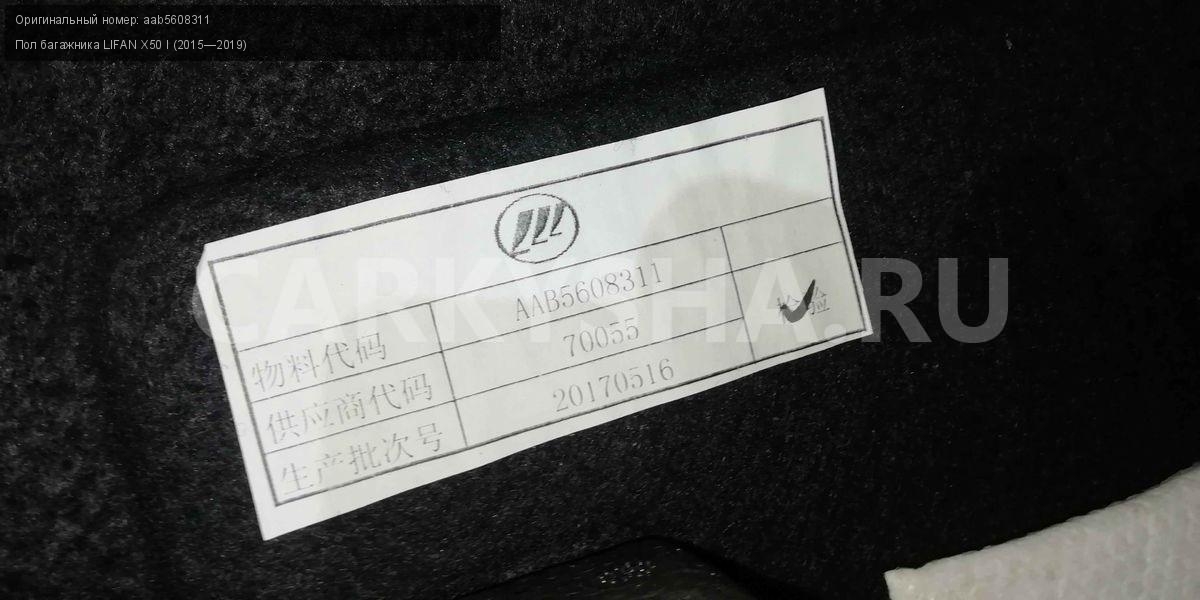 Оригинальный номер: aab5608311
Пол багажника LIFAN X50 I (2015—2019)
物料代码 AAB5608311
供应商代码 70055
检验
生产批次号 20170516
CARKYSHA.RU